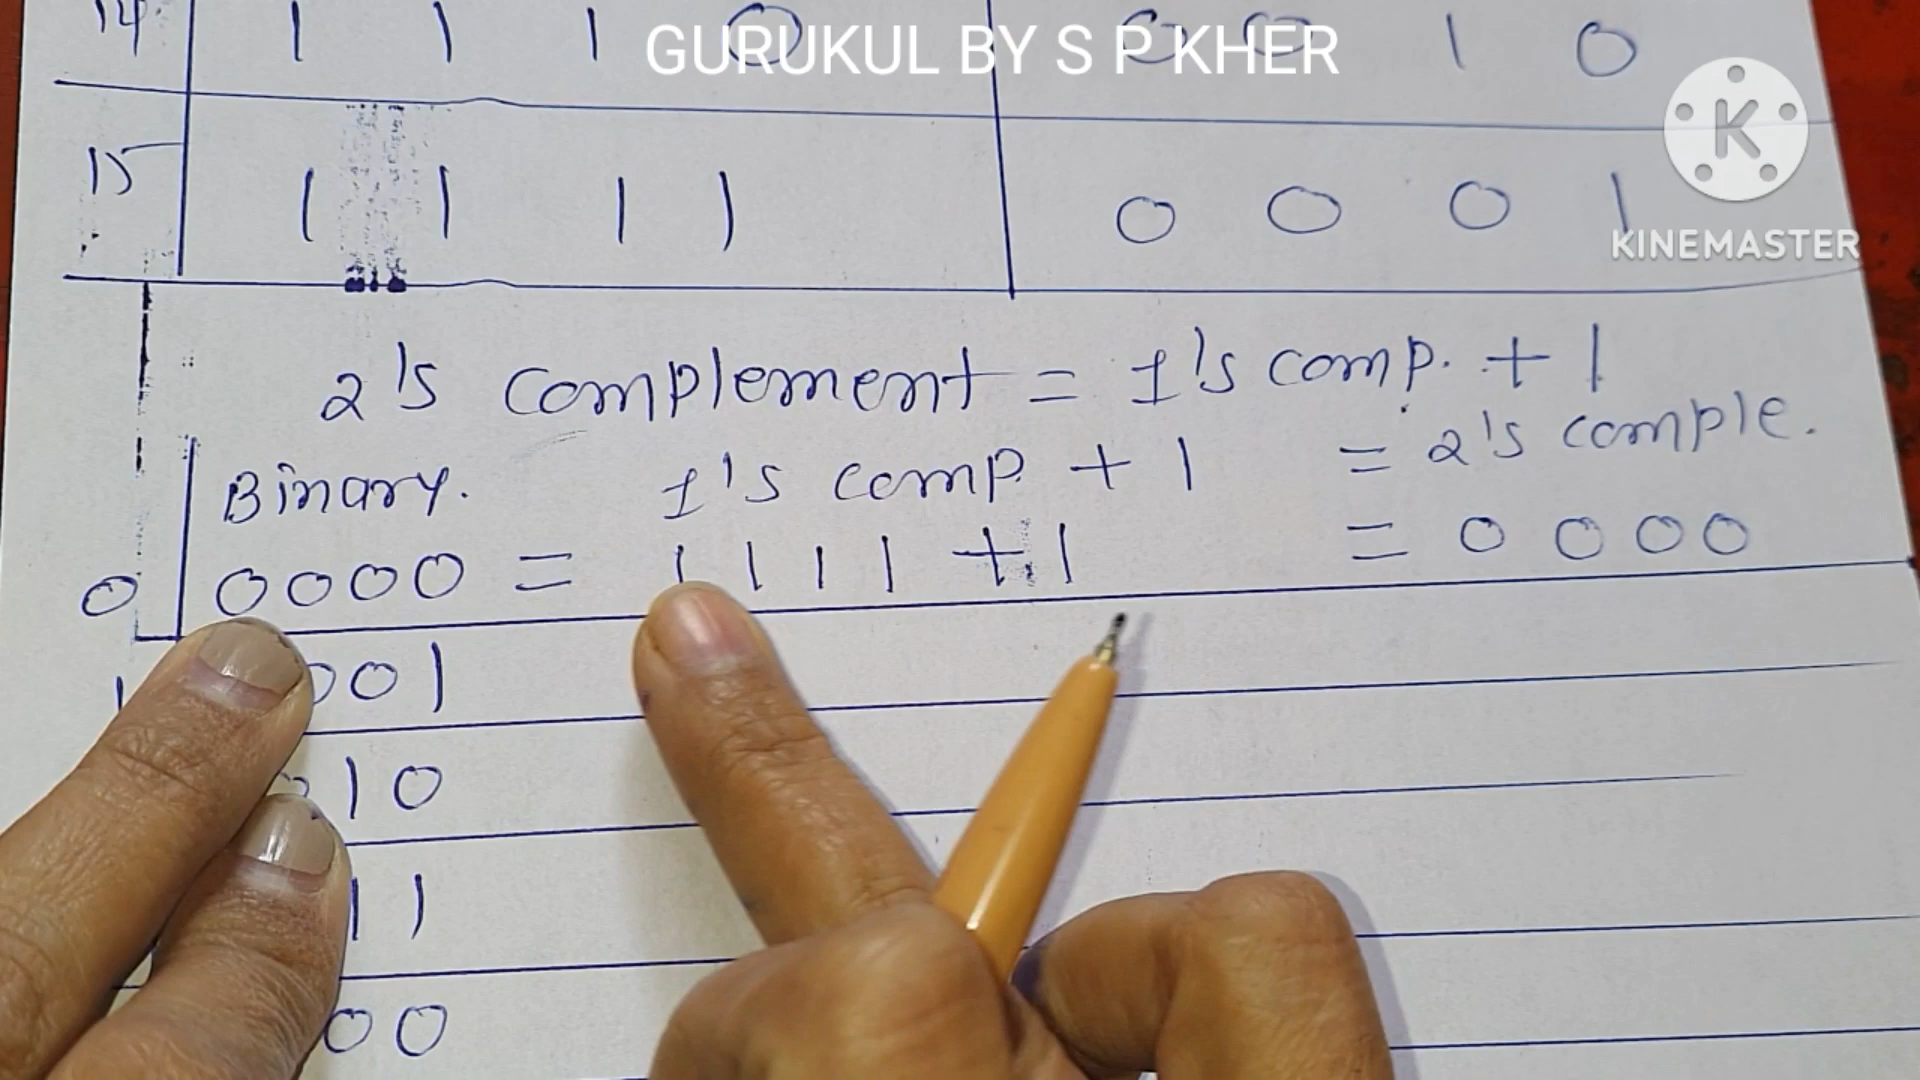 GURUKUL BY S P KHER
14 1 1 1 0 0 0 1 0
K
KINEMASTER
15 1 1 1 1 0 0 0 1
2's complement = 1's comp. + 1
Binary. 1's comp + 1 = 2's comple.
0 0000 = 1111 + 1 = 0000
1 001
10
11
00